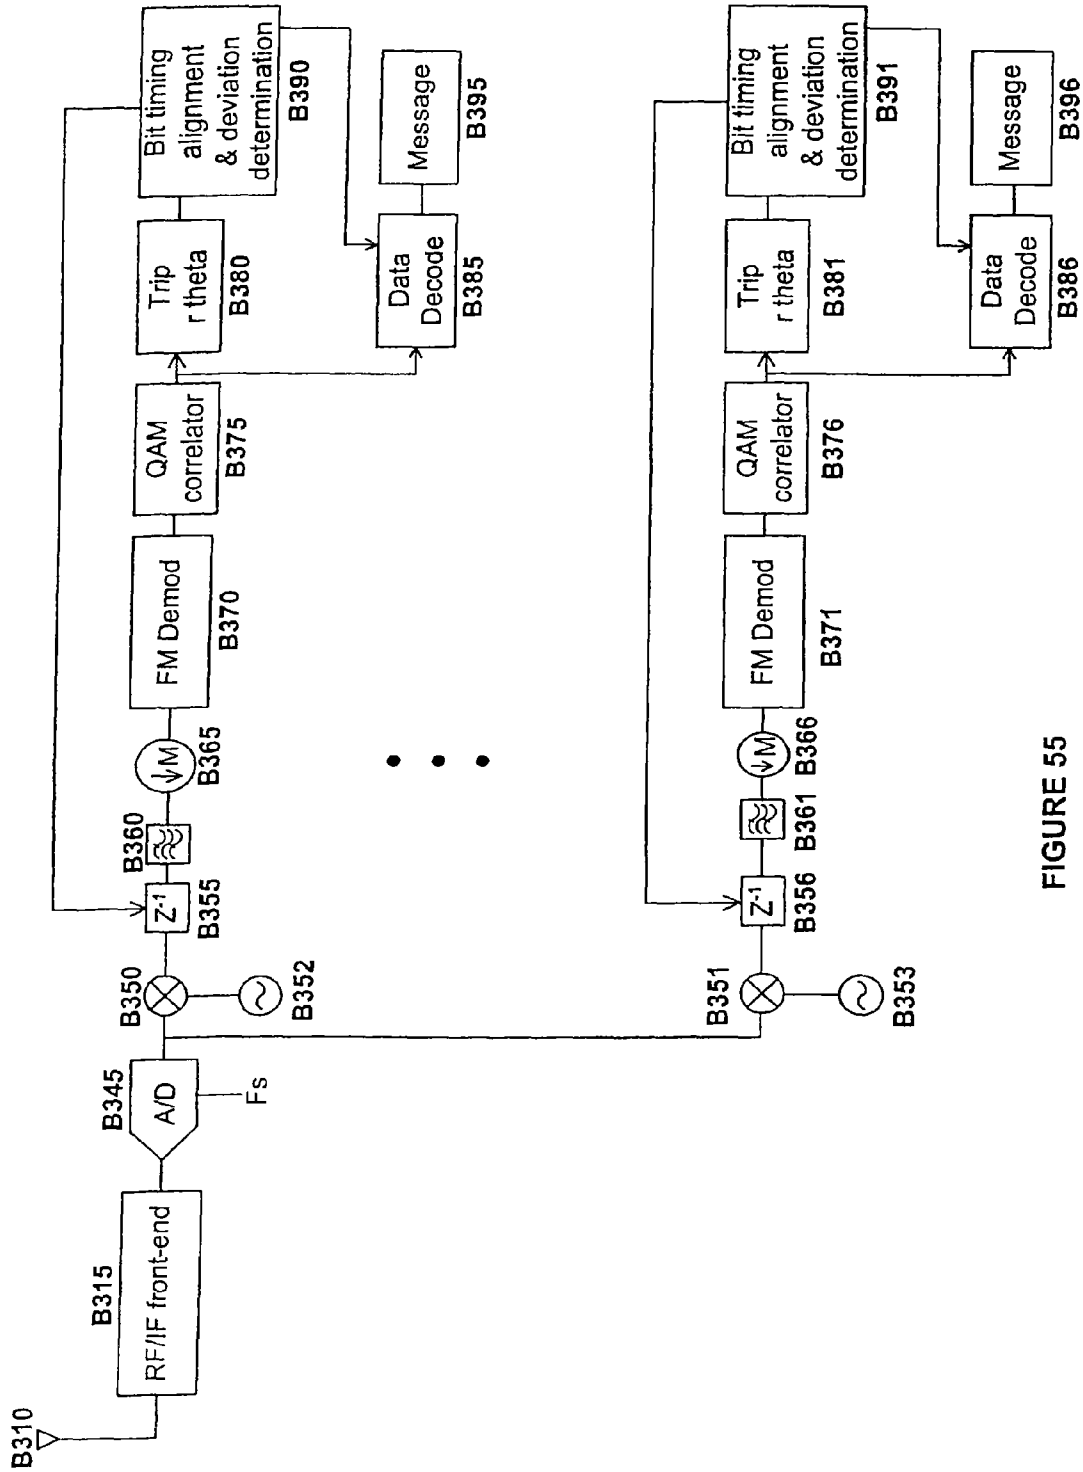 B310
B315
RF/IF front-end
B345
A/D
Fs
B350
B352
Z-1
B355
B360
↓M
B365
FM Demod
B370
QAM
correlator
B375
Trip
r theta
B380
Bit timing
alignment
& deviation
determination
B390
Data
Decode
B385
Message
B395
B351
B353
Z-1
B356
B361
↓M
B366
FM Demod
B371
QAM
correlator
B376
Trip
r theta
B381
Bit timing
alignment
& deviation
determination
B391
Data
Decode
B386
Message
B396
FIGURE 55